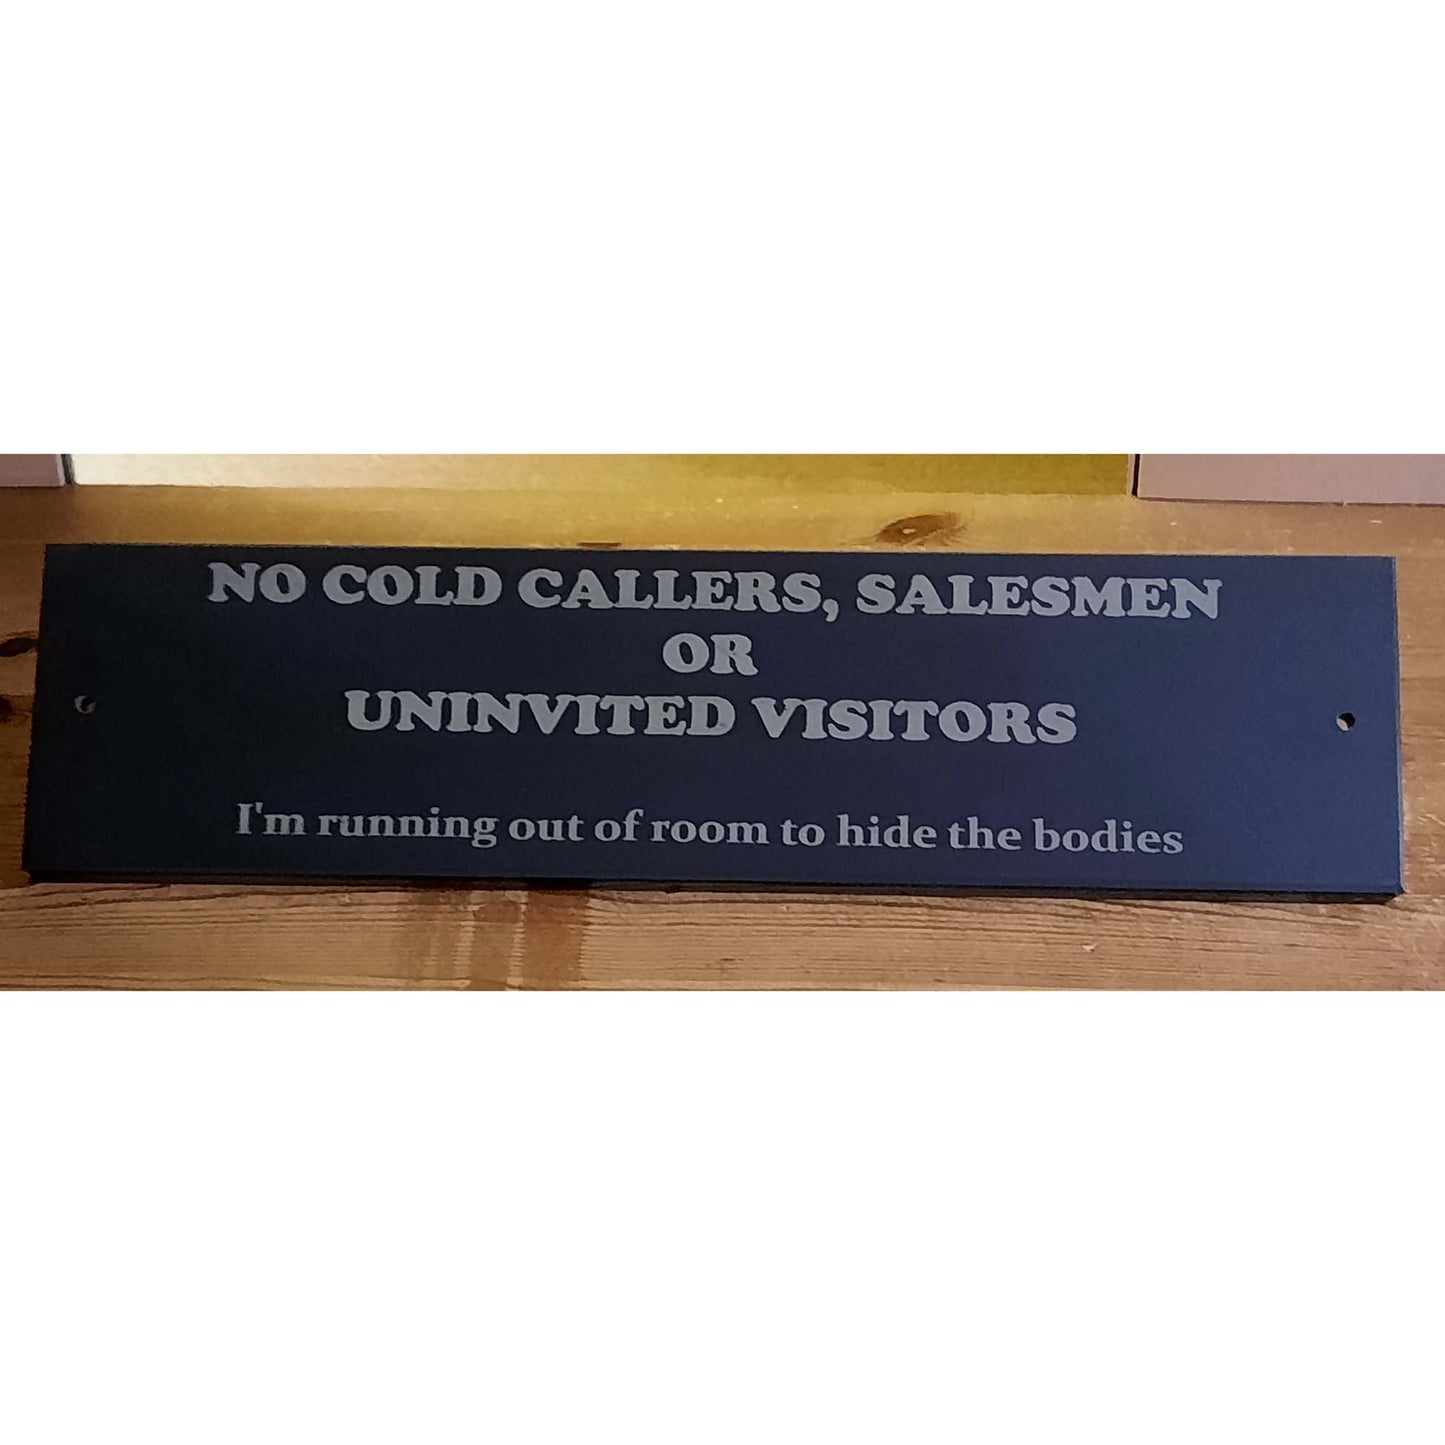 NO COLD CALLERS, SALESMEN
OR
UNINVITED VISITORS
I'm running out of room to hide the bodies